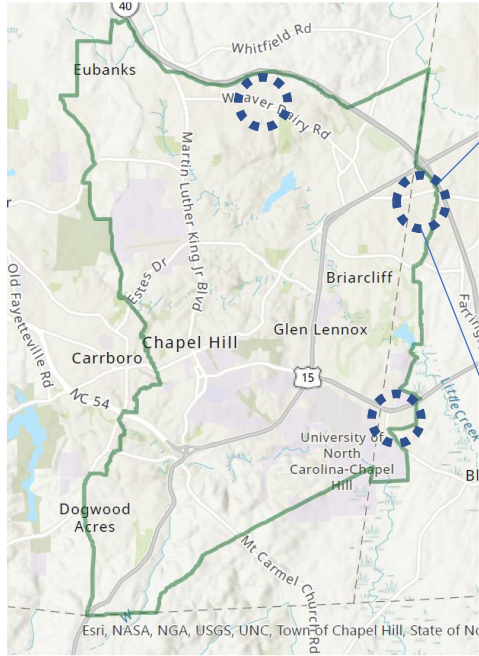 40
Whitfield Rd
Eubanks
Weaver Dairy Rd
Martin Luther King Jr Blvd
r
Estes Dr
Briarcliff
Old Fayetteville Rd
Farring
Glen Lennox
Chapel Hill
Carrboro
15
NC 54
Little Creek
University of
North
Carolina-Chapel
Hill
Bl
Dogwood
Acres
Mt Carmel Church Rd
W
Esri, NASA, NGA, USGS, UNC, Town of Chapel Hill, State of No